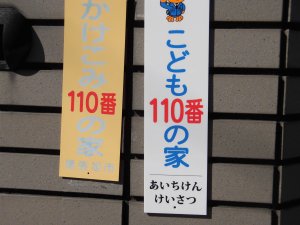 かけこみ
110番
の家
こども
110番
の家
あいちけん
けいさつ